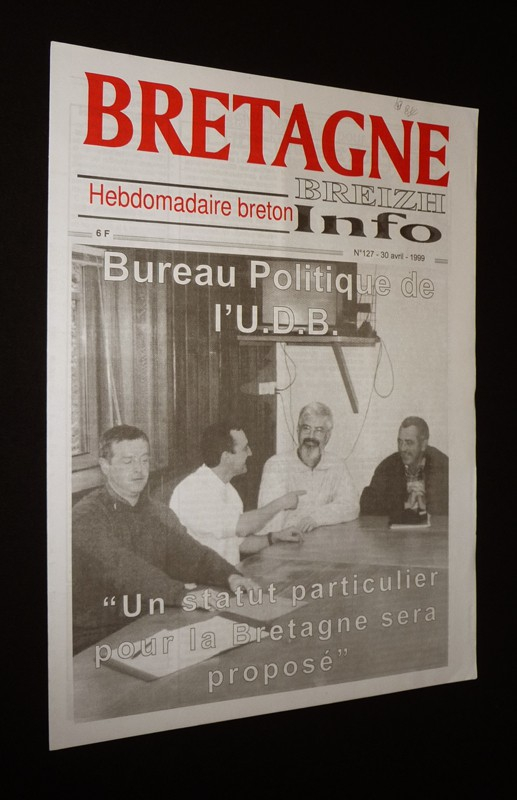 BRETAGNE
BREIZH
Hebdomadaire breton
Info
6 F
N°127 - 30 avril - 1999
Bureau Politique de
l'U.D.B.
“Un statut particulier
pour la Bretagne sera
proposé”